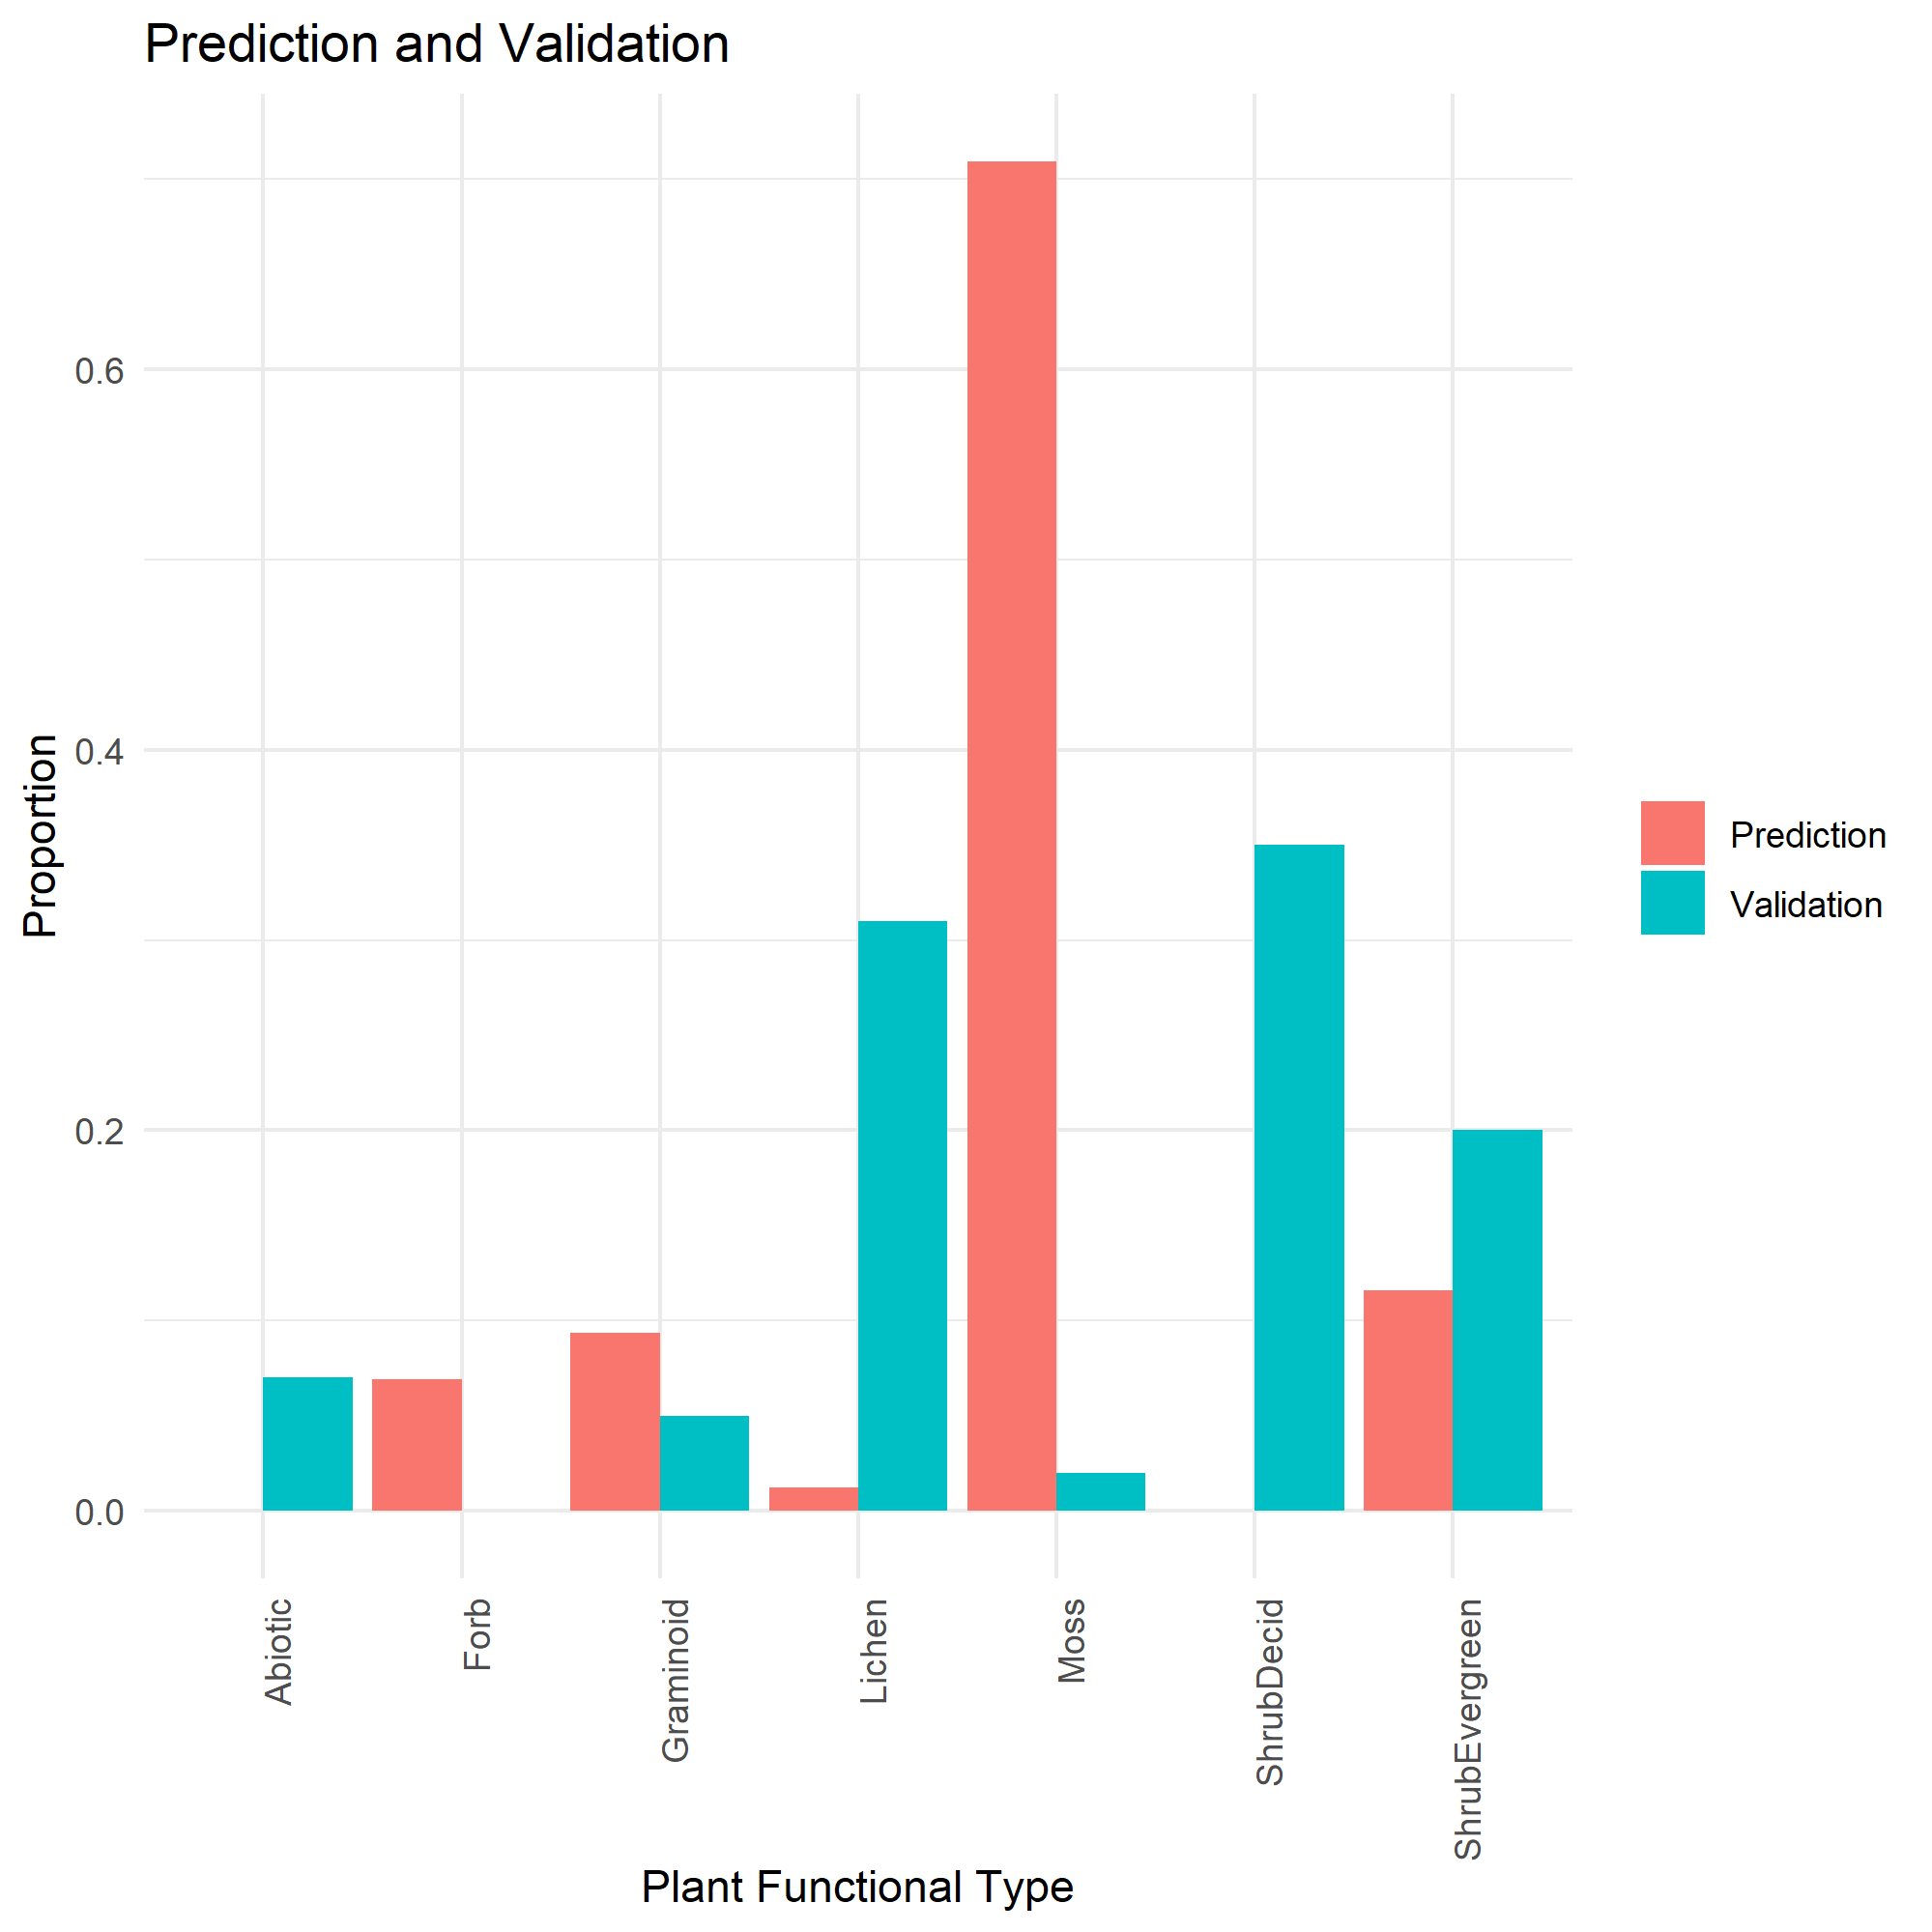 Prediction and Validation
Proportion
0.6
0.4
0.2
0.0
Abiotic
Forb
Graminoid
Lichen
Moss
ShrubDecid
ShrubEvergreen
Plant Functional Type
Prediction
Validation